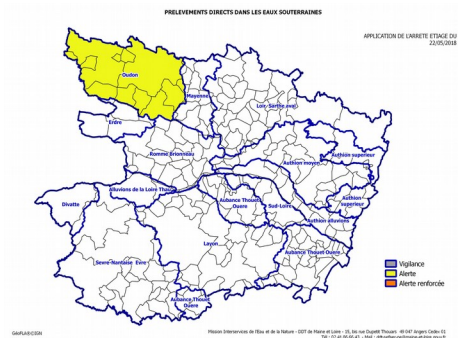 PRELEVEMENTS DIRECTS DANS LES EAUX SOUTERRAINES
APPLICATION DE L'ARRETE ETIAGE DU
22/05/2018
Oudon
Mayenne
Loir-Sarthe aval
Erdre
Romme Brionneau
Authion moyen
Authion superieur
Alluvions de la Loire
Divatte
Aubance Thouet
Ouere
Sud-Loire
Authion
superieur
Authion alluvions
Layon
Aubance Thouet Ouere
Sevre-Nantaise Evre
Aubance Thouet
Ouere
Vigilance
Alerte
Alerte renforcée
GéoFLA®©IGN
Mission Interservices de l'Eau et de la Nature - DDT de Maine et Loire - 15, bis rue Dupetit Thouars 49 047 Angers Cedex 01